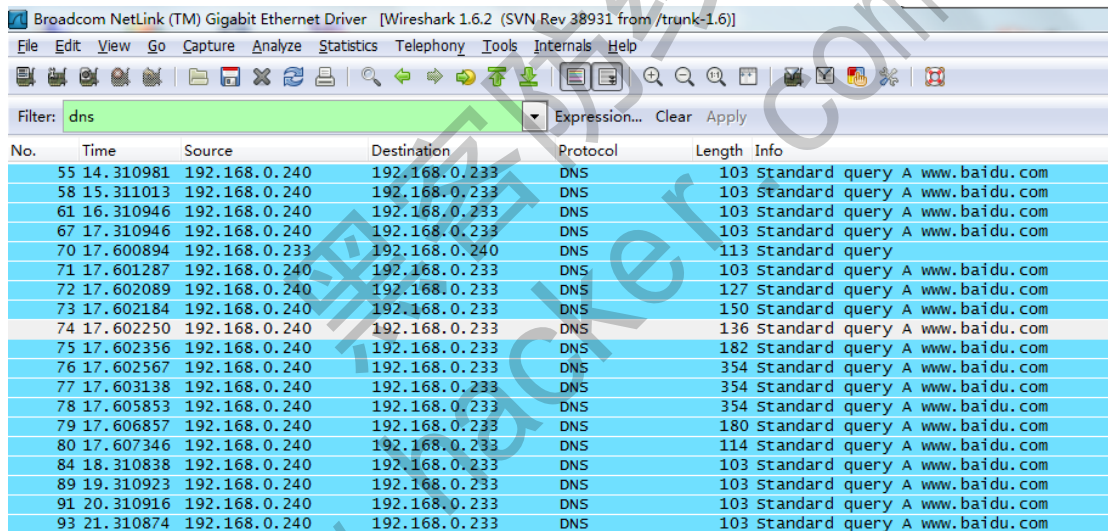 Broadcom NetLink (TM) Gigabit Ethernet Driver [Wireshark 1.6.2 (SVN Rev 38931 from /trunk-1.6)]
File Edit View Go Capture Analyze Statistics Telephony Tools Internals Help
Filter: dns Expression... Clear Apply
No. Time Source Destination Protocol Length Info
55 14.310981 192.168.0.240 192.168.0.233 DNS 103 Standard query A www.baidu.com
58 15.311013 192.168.0.240 192.168.0.233 DNS 103 Standard query A www.baidu.com
61 16.310946 192.168.0.240 192.168.0.233 DNS 103 Standard query A www.baidu.com
67 17.310946 192.168.0.240 192.168.0.233 DNS 103 Standard query A www.baidu.com
70 17.600894 192.168.0.233 192.168.0.240 DNS 113 Standard query
71 17.601287 192.168.0.240 192.168.0.233 DNS 103 Standard query A www.baidu.com
72 17.602089 192.168.0.240 192.168.0.233 DNS 127 Standard query A www.baidu.com
73 17.602184 192.168.0.240 192.168.0.233 DNS 150 Standard query A www.baidu.com
74 17.602250 192.168.0.240 192.168.0.233 DNS 136 Standard query A www.baidu.com
75 17.602356 192.168.0.240 192.168.0.233 DNS 182 Standard query A www.baidu.com
76 17.602567 192.168.0.240 192.168.0.233 DNS 354 Standard query A www.baidu.com
77 17.603138 192.168.0.240 192.168.0.233 DNS 354 Standard query A www.baidu.com
78 17.605853 192.168.0.240 192.168.0.233 DNS 354 Standard query A www.baidu.com
79 17.606857 192.168.0.240 192.168.0.233 DNS 180 Standard query A www.baidu.com
80 17.607346 192.168.0.240 192.168.0.233 DNS 114 Standard query A www.baidu.com
84 18.310838 192.168.0.240 192.168.0.233 DNS 103 Standard query A www.baidu.com
89 19.310923 192.168.0.240 192.168.0.233 DNS 103 Standard query A www.baidu.com
91 20.310916 192.168.0.240 192.168.0.233 DNS 103 Standard query A www.baidu.com
93 21.310874 192.168.0.240 192.168.0.233 DNS 103 Standard query A www.baidu.com
黑客防
hacker.com